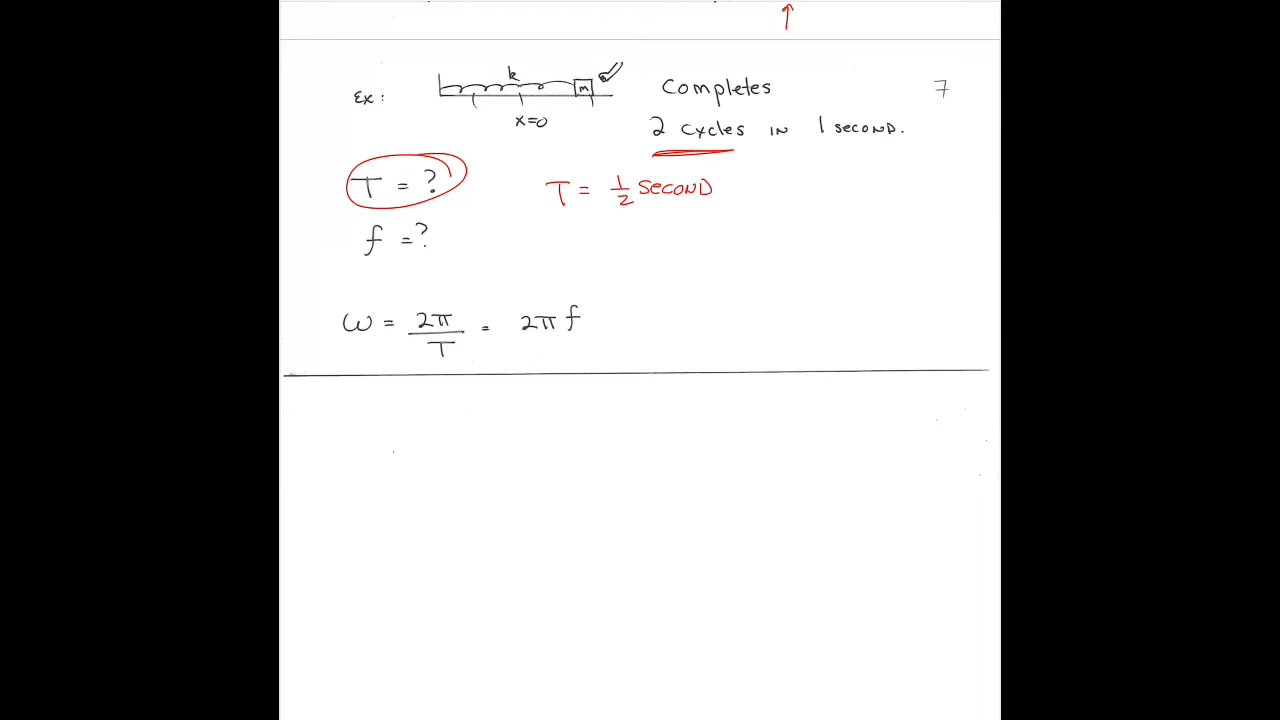 Ex:
k
m
x=0
Completes
7
2 cycles in 1 second.
T = ?
T = 1/2 second
f = ?
ω = 2π/T = 2πf